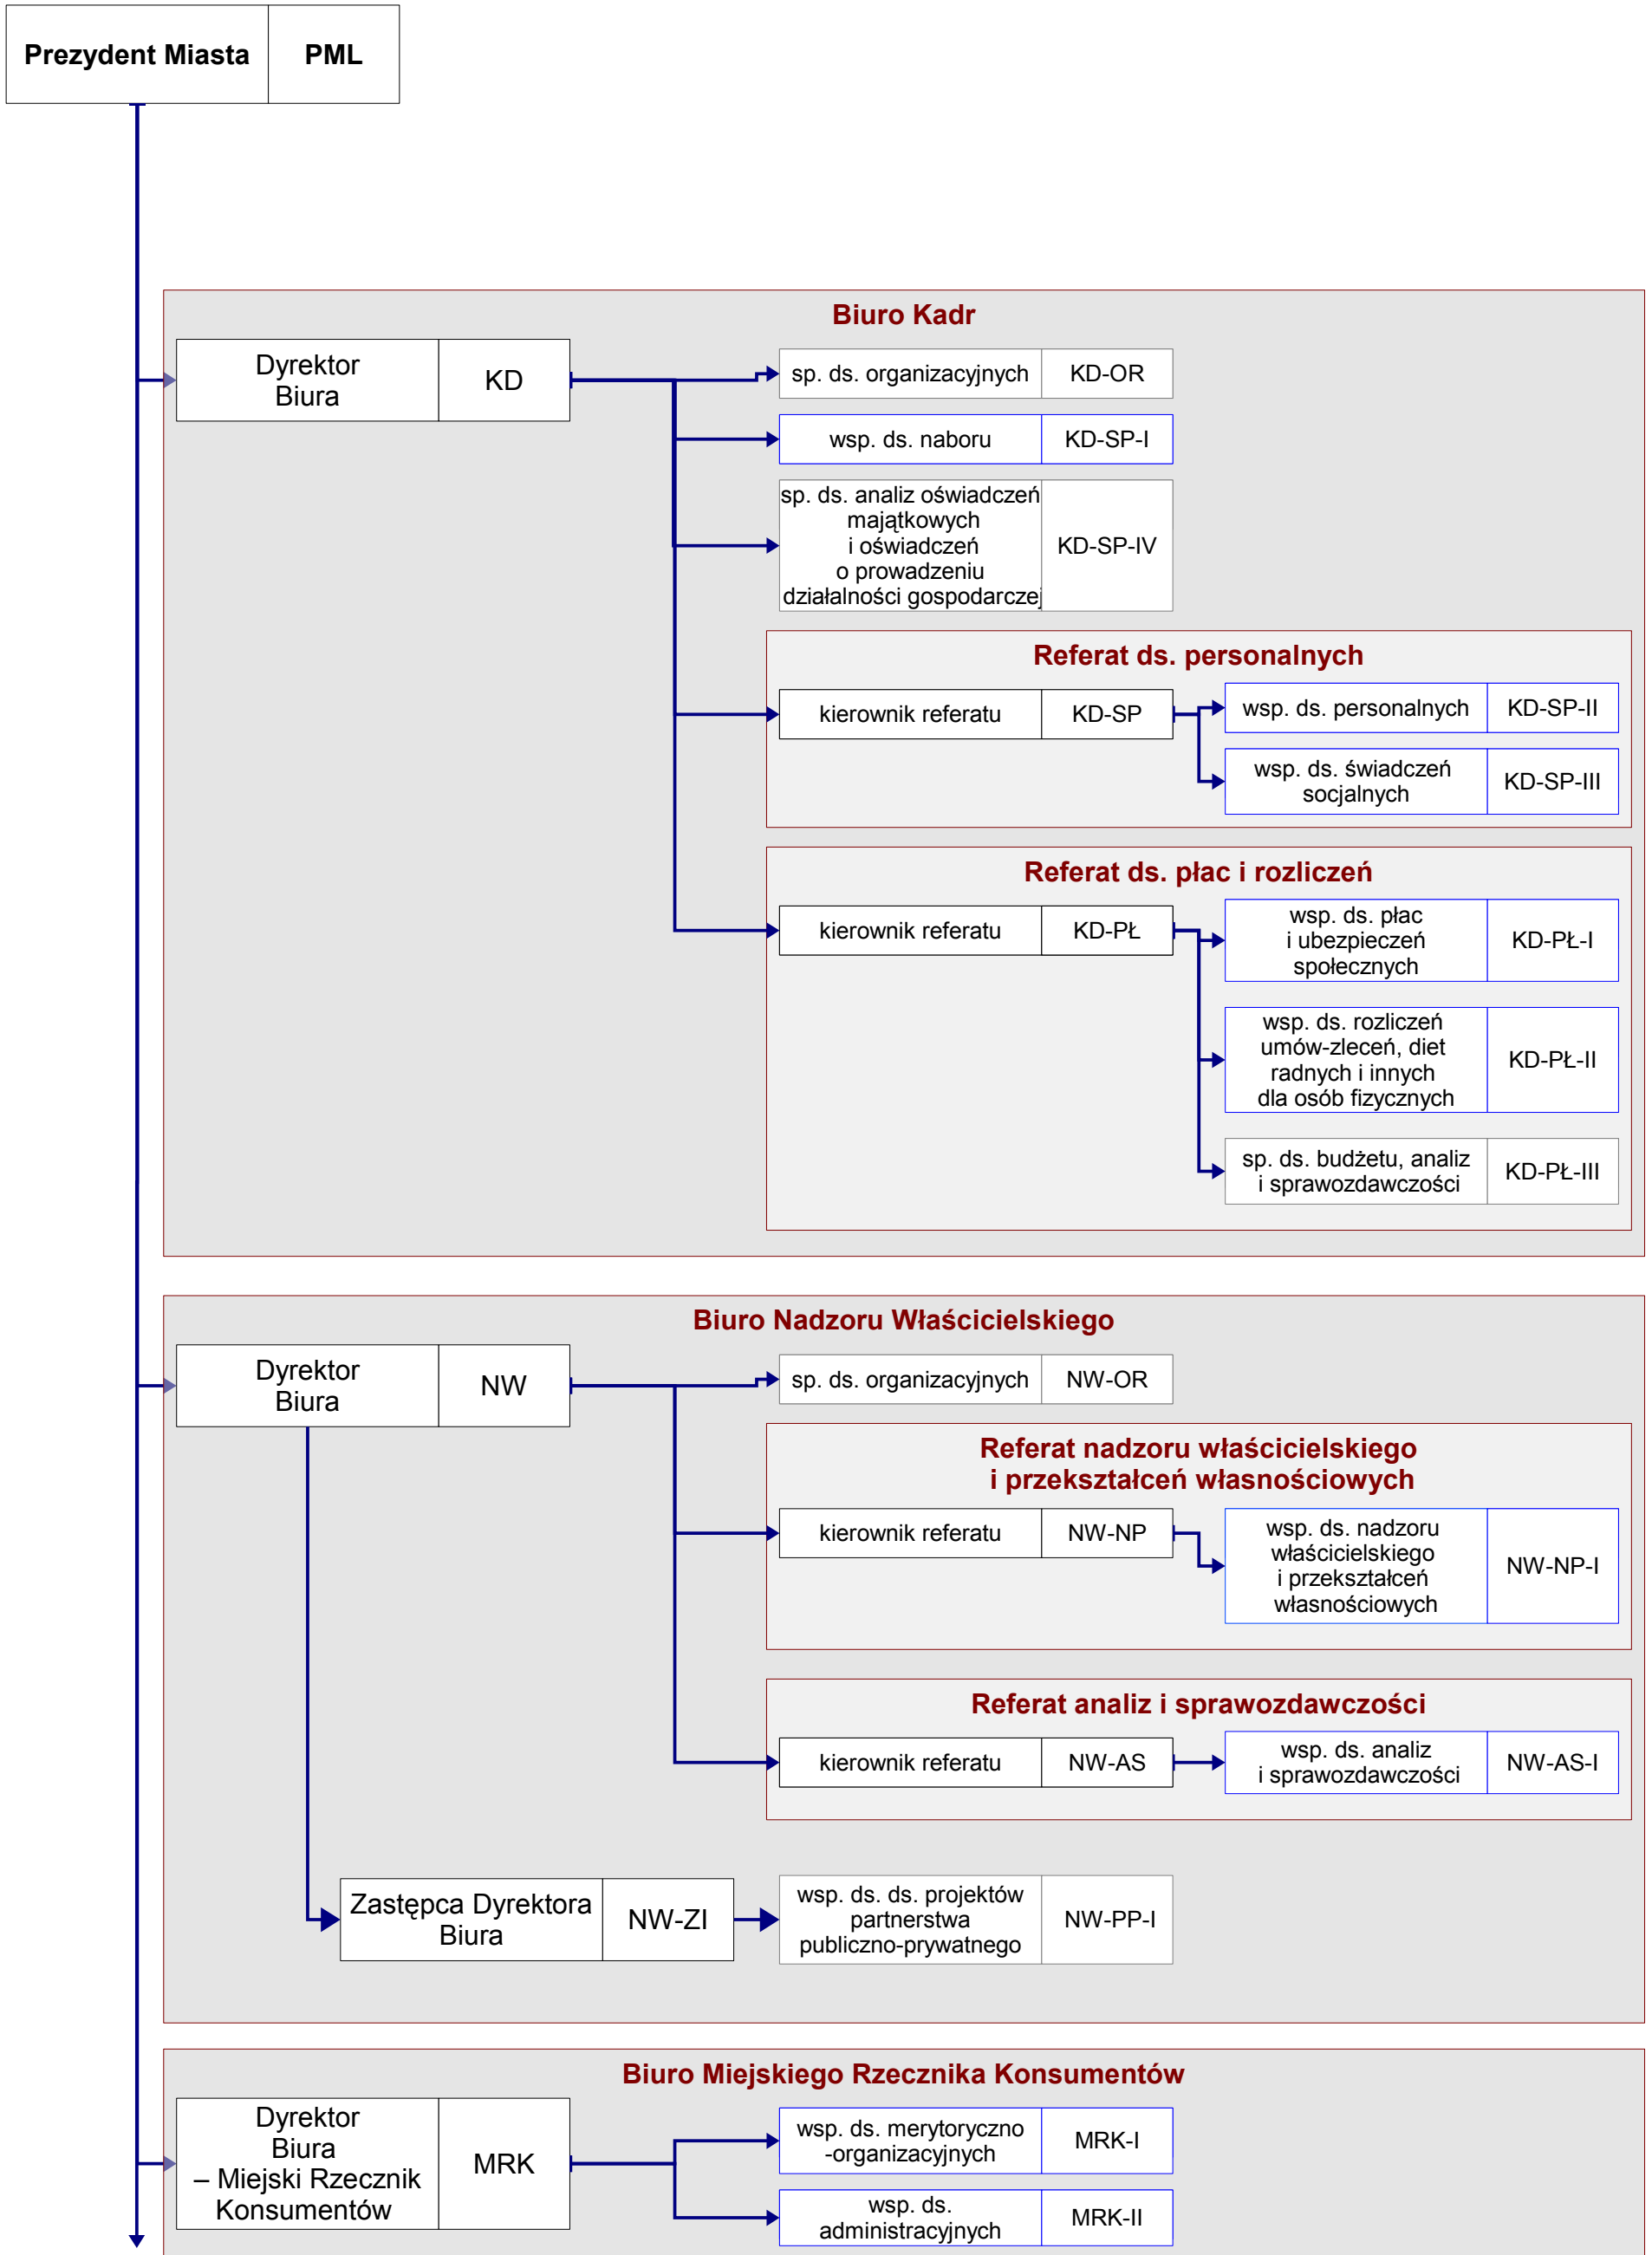 Prezydent Miasta PML
Biuro Kadr
Dyrektor
Biura
KD
sp. ds. organizacyjnych KD-OR
wsp. ds. naboru KD-SP-I
sp. ds. analiz oświadczeń
majątkowych
i oświadczeń
o prowadzeniu
działalności gospodarczej
KD-SP-IV
Referat ds. personalnych
kierownik referatu KD-SP
wsp. ds. personalnych KD-SP-II
wsp. ds. świadczeń
socjalnych
KD-SP-III
Referat ds. płac i rozliczeń
kierownik referatu KD-PŁ
wsp. ds. płac
i ubezpieczeń
społecznych
KD-PŁ-I
wsp. ds. rozliczeń
umów-zleceń, diet
radnych i innych
dla osób fizycznych
KD-PŁ-II
sp. ds. budżetu, analiz
i sprawozdawczości
KD-PŁ-III
Biuro Nadzoru Właścicielskiego
Dyrektor
Biura
NW
sp. ds. organizacyjnych NW-OR
Referat nadzoru właścicielskiego
i przekształceń własnościowych
kierownik referatu NW-NP
wsp. ds. nadzoru
właścicielskiego
i przekształceń
własnościowych
NW-NP-I
Referat analiz i sprawozdawczości
kierownik referatu NW-AS
wsp. ds. analiz
i sprawozdawczości
NW-AS-I
Zastępca Dyrektora
Biura
NW-ZI
wsp. ds. ds. projektów
partnerstwa
publiczno-prywatnego
NW-PP-I
Biuro Miejskiego Rzecznika Konsumentów
Dyrektor
Biura
– Miejski Rzecznik
Konsumentów
MRK
wsp. ds. merytoryczno
-organizacyjnych
MRK-I
wsp. ds.
administracyjnych
MRK-II